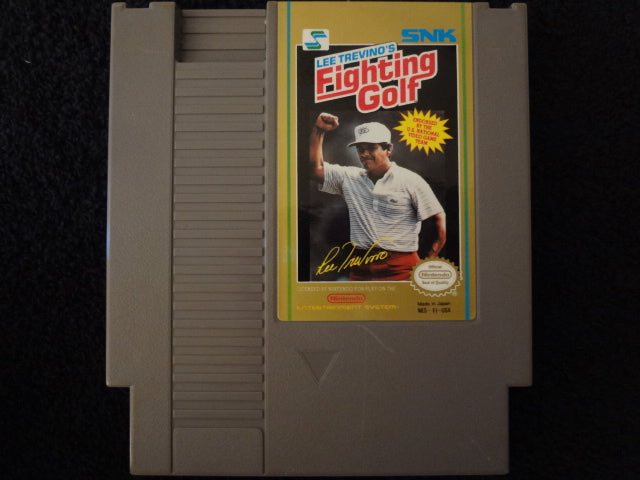 S
SNK
LEE TREVINO'S
Fighting
Golf
ENDORSED
BY THE
U.S. NATIONAL
VIDEO GAME
TEAM
Lee Trevino
Official
Nintendo
Seal of Quality
LICENSED BY NINTENDO FOR PLAY ON THE
Nintendo
ENTERTAINMENT SYSTEM
Made in Japan
NES - FI - USA